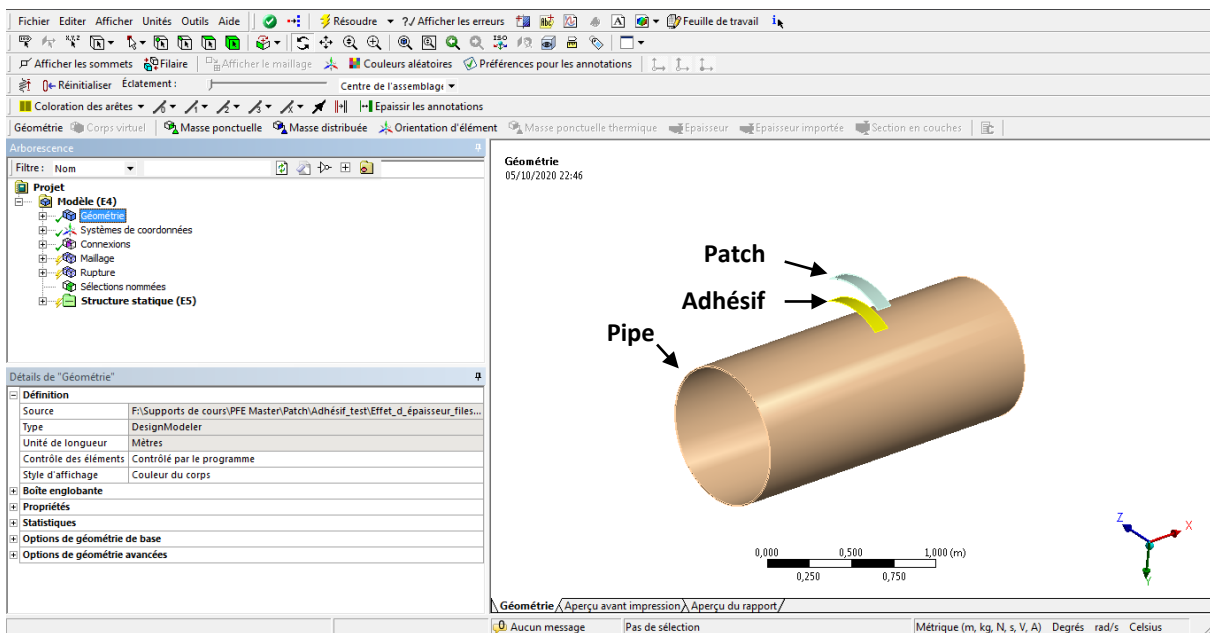 Fichier Editer Afficher Unités Outils Aide Résoudre ?/ Afficher les erreurs Feuille de travail
Afficher les sommets Filaire Afficher le maillage Couleurs aléatoires Préférences pour les annotations
Réinitialiser Éclatement : Centre de l'assemblage
Coloration des arêtes Epaissir les annotations
Géométrie Corps virtuel Masse ponctuelle Masse distribuée Orientation d'élément Masse ponctuelle thermique Epaisseur Epaisseur importée Section en couches
Arborescence
Filtre : Nom
Projet
Modèle (E4)
Géométrie
Systèmes de coordonnées
Connexions
Maillage
Rupture
Sélections nommées
Structure statique (E5)
Détails de "Géométrie"
Définition
Source F:\Supports de cours\PFE Master\Patch\Adhésif_test\Effet_d_épaisseur_files...
Type DesignModeler
Unité de longueur Mètres
Contrôle des éléments Contrôlé par le programme
Style d'affichage Couleur du corps
Boîte englobante
Propriétés
Statistiques
Options de géométrie de base
Options de géométrie avancées
Géométrie
05/10/2020 22:46
Patch
Adhésif
Pipe
Z
X
Y
0,000 0,500 1,000 (m)
0,250 0,750
Géométrie Aperçu avant impression Aperçu du rapport
Aucun message Pas de sélection Métrique (m, kg, N, s, V, A) Degrés rad/s Celsius